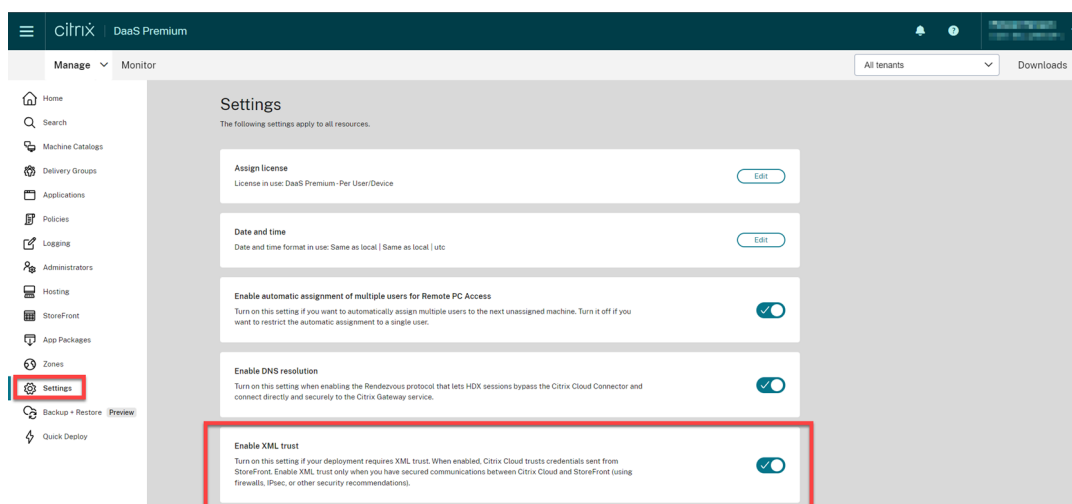 citrix DaaS Premium
Manage Monitor All tenants Downloads
Home
Search
Machine Catalogs
Delivery Groups
Applications
Policies
Logging
Administrators
Hosting
StoreFront
App Packages
Zones
Settings
Backup + Restore Preview
Quick Deploy
Settings
The following settings apply to all resources.
Assign license
License in use: DaaS Premium - Per User/Device
Edit
Date and time
Date and time format in use: Same as local | Same as local | utc
Edit
Enable automatic assignment of multiple users for Remote PC Access
Turn on this setting if you want to automatically assign multiple users to the next unassigned machine. Turn it off if you
want to restrict the automatic assignment to a single user.
Enable DNS resolution
Turn on this setting when enabling the Rendezvous protocol that lets HDX sessions bypass the Citrix Cloud Connector and
connect directly and securely to the Citrix Gateway service.
Enable XML trust
Turn on this setting if your deployment requires XML trust. When enabled, Citrix Cloud trusts credentials sent from
StoreFront. Enable XML trust only when you have secured communications between Citrix Cloud and StoreFront (using
firewalls, IPsec, or other security recommendations).